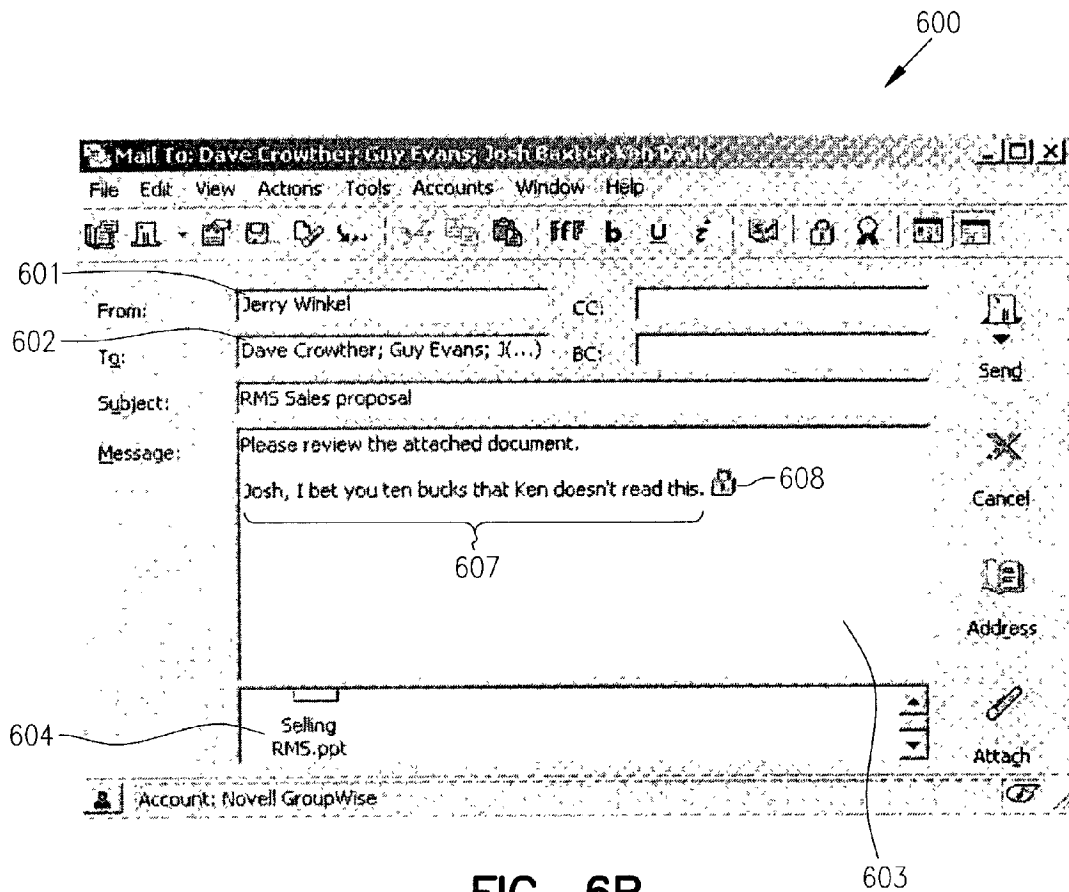 600
Mail To: Dave Crowther; Guy Evans; Josh Baxter; Ken Davis
File Edit View Actions Tools Accounts Window Help
fff b u i
601
From: Jerry Winkel CC:
602
To: Dave Crowther; Guy Evans; J(...) BC:
Send
Subject: RMS Sales proposal
Message: Please review the attached document.
Josh, I bet you ten bucks that Ken doesn't read this. 608
Cancel
607
Address
604
Selling
RMS.ppt
Attach
Account: Novell GroupWise
603
FIG. 6B